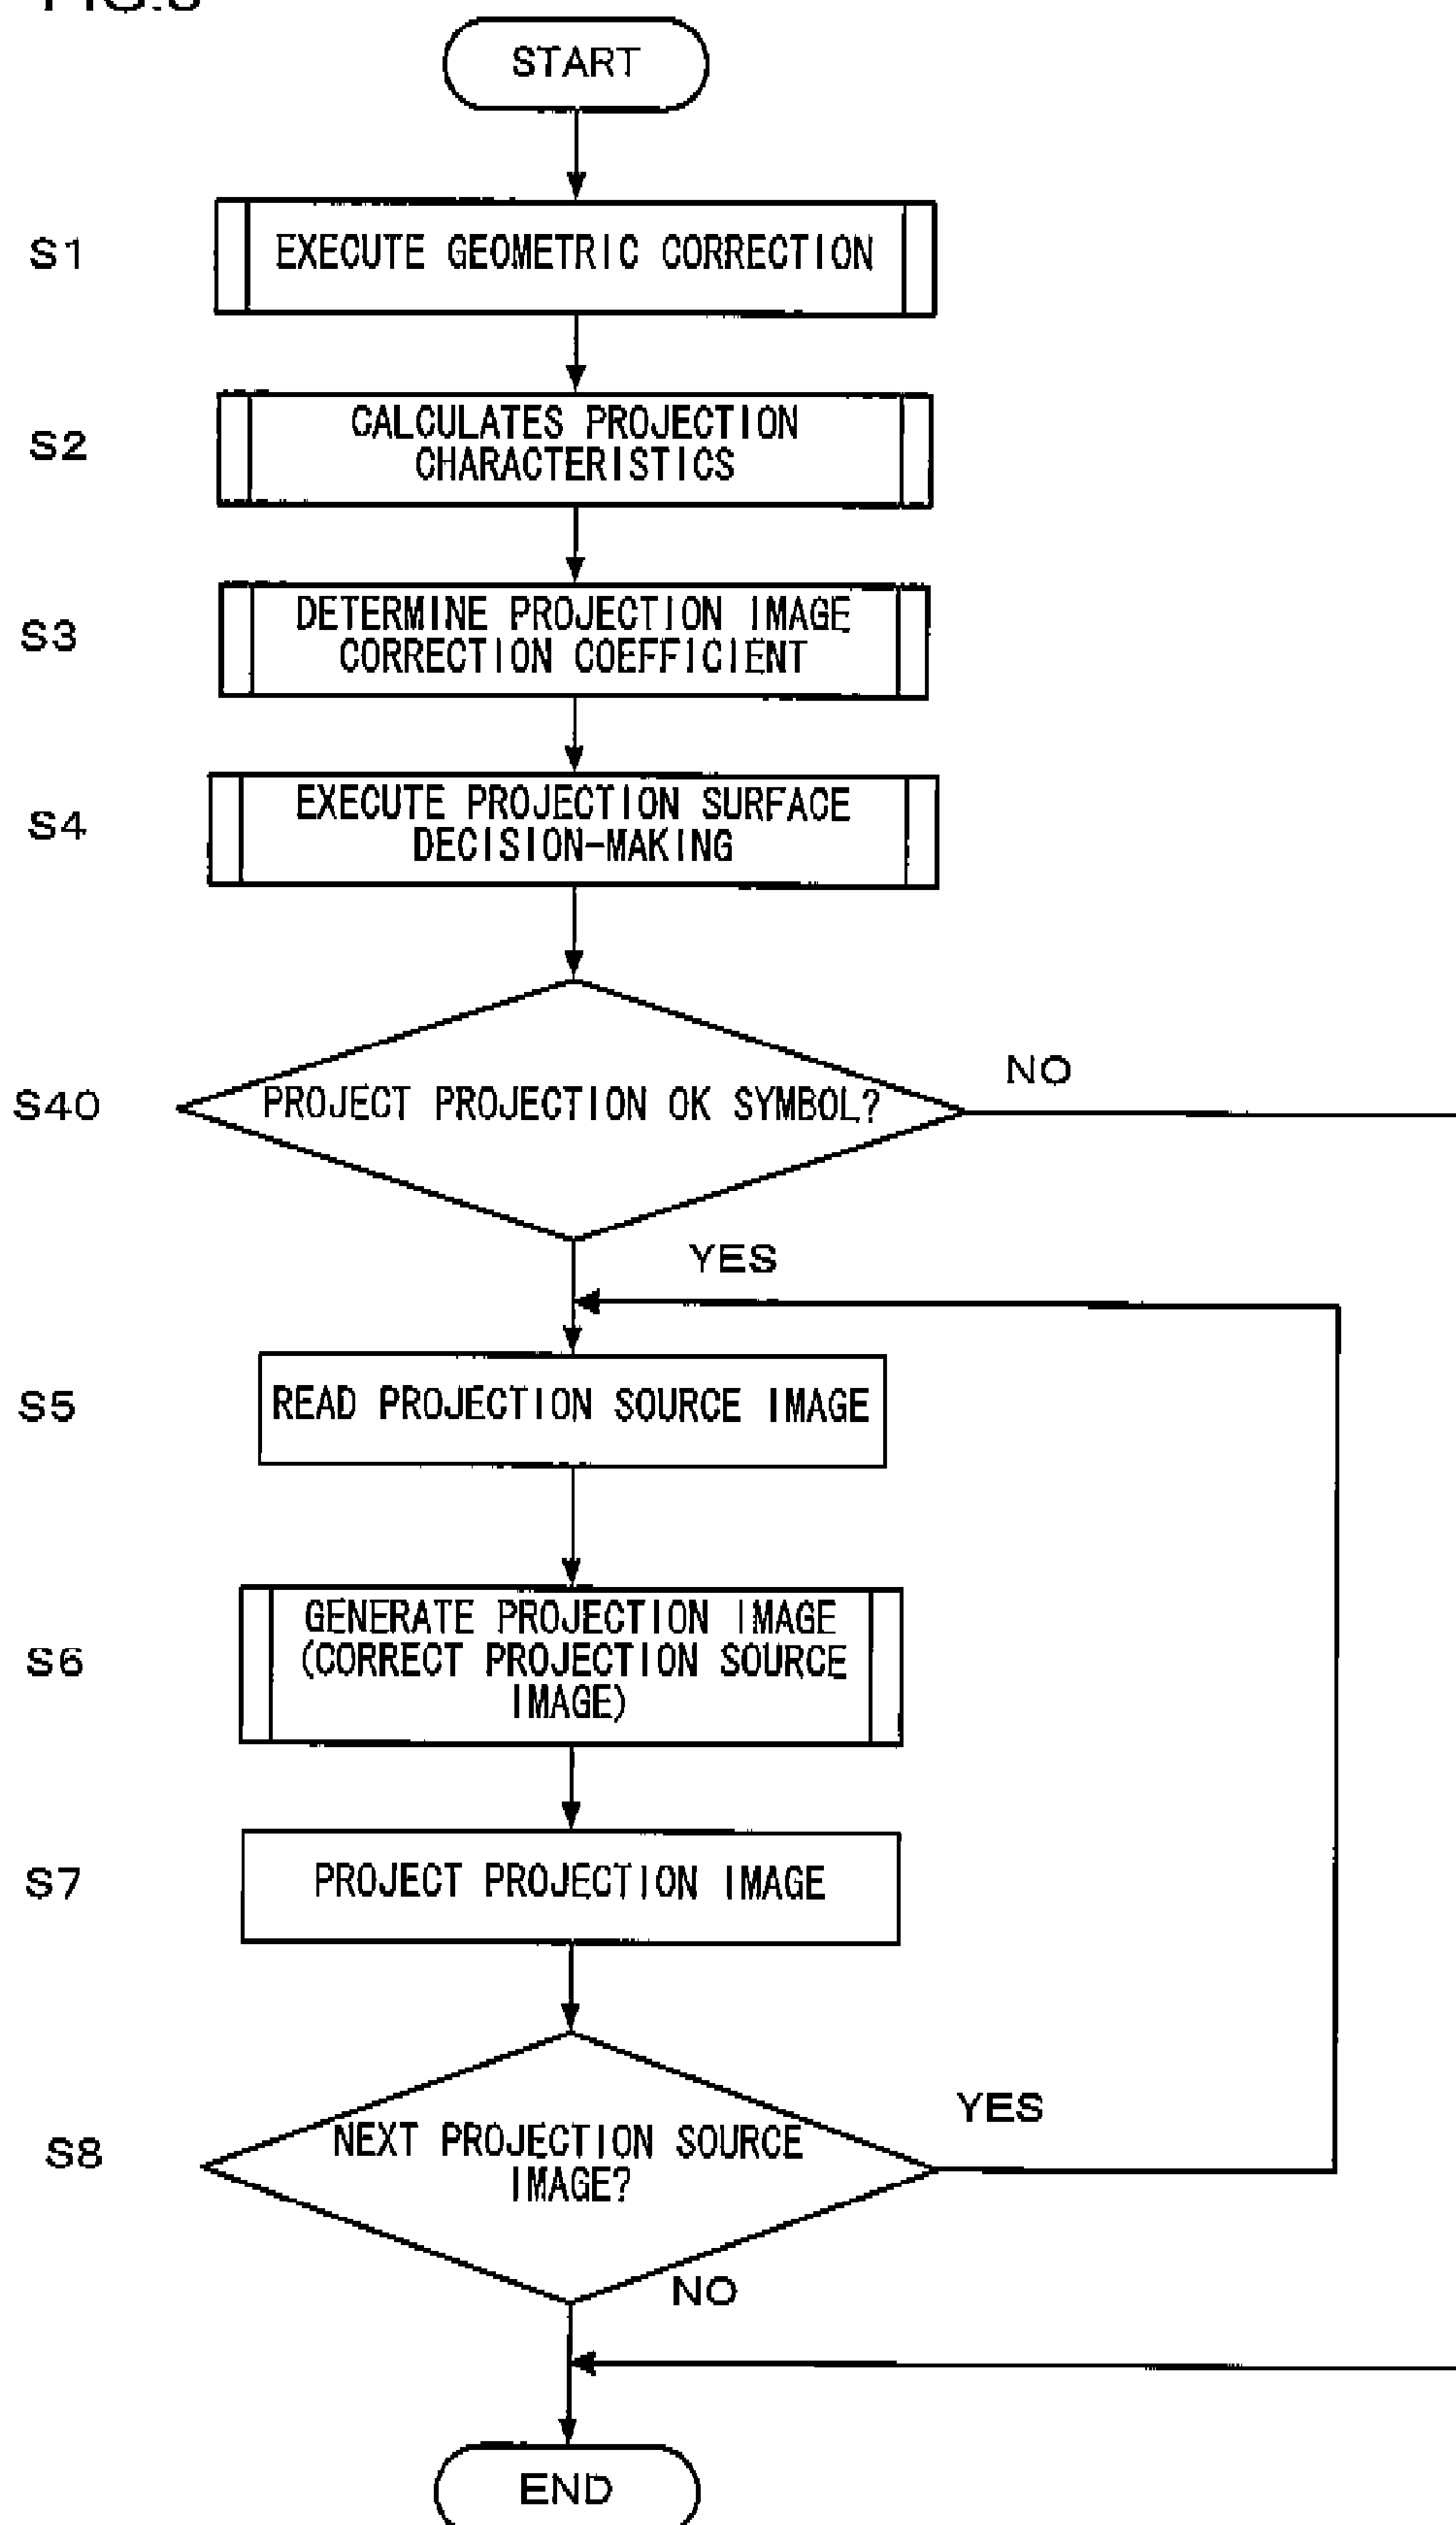 START
S1
EXECUTE GEOMETRIC CORRECTION
S2
CALCULATES PROJECTION
CHARACTERISTICS
S3
DETERMINE PROJECTION IMAGE
CORRECTION COEFFICIENT
S4
EXECUTE PROJECTION SURFACE
DECISION-MAKING
S40
PROJECT PROJECTION OK SYMBOL?
NO
YES
S5
READ PROJECTION SOURCE IMAGE
S6
GENERATE PROJECTION IMAGE
(CORRECT PROJECTION SOURCE
IMAGE)
S7
PROJECT PROJECTION IMAGE
S8
NEXT PROJECTION SOURCE
IMAGE?
YES
NO
END